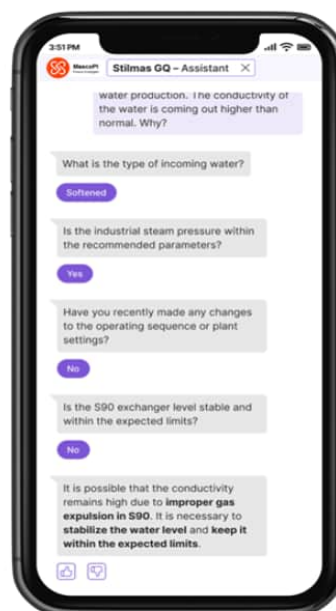 3:51 PM
MescoPI
Stilmas GQ – Assistant ×
water production. The conductivity of
the water is coming out higher than
normal. Why?
What is the type of incoming water?
Softened
Is the industrial steam pressure within
the recommended parameters?
Yes
Have you recently made any changes
to the operating sequence or plant
settings?
No
Is the S90 exchanger level stable and
within the expected limits?
No
It is possible that the conductivity
remains high due to improper gas
expulsion in S90. It is necessary to
stabilize the water level and keep it
within the expected limits.